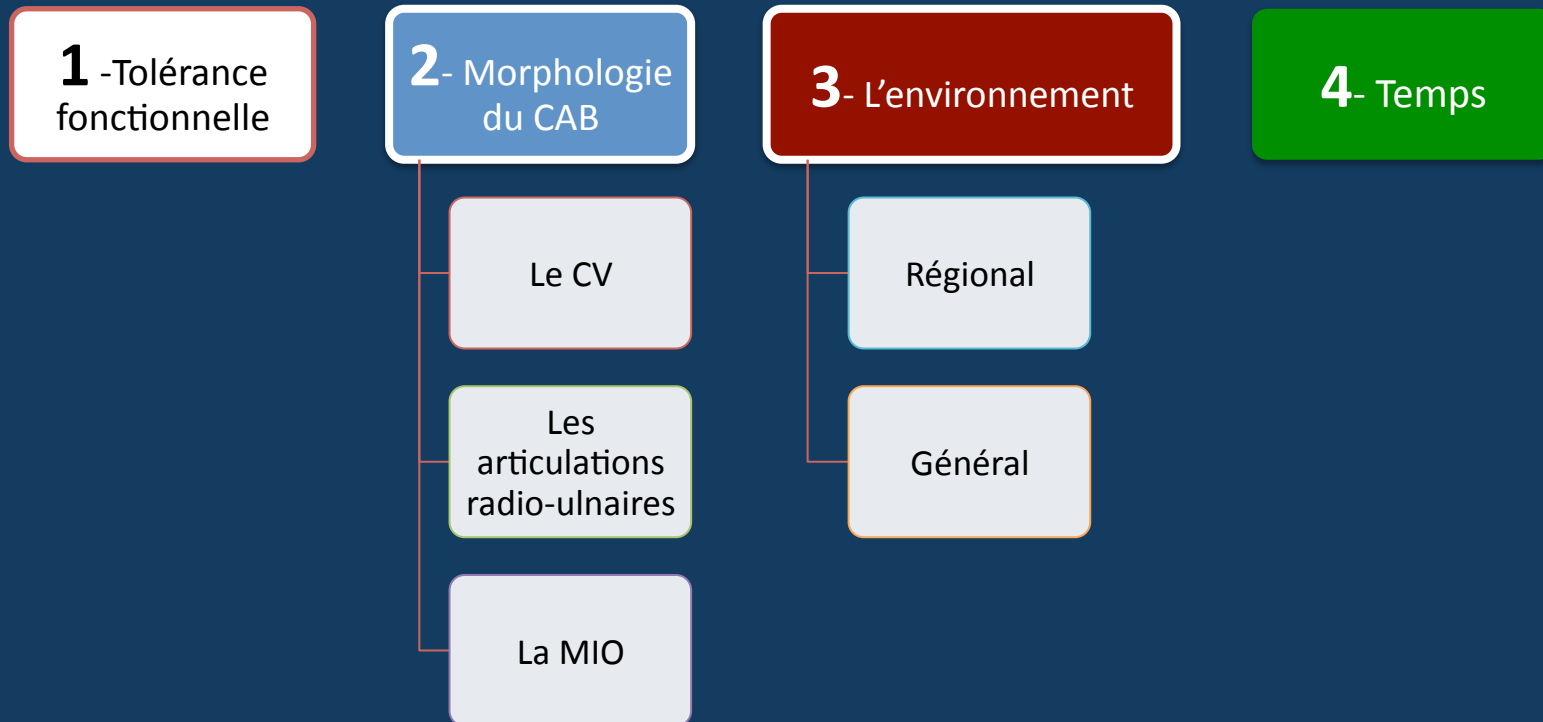 1 -Tolérance
fonctionnelle
2- Morphologie
du CAB
3- L'environnement
4- Temps
Le CV
Les
articulations
radio-ulnaires
La MIO
Régional
Général